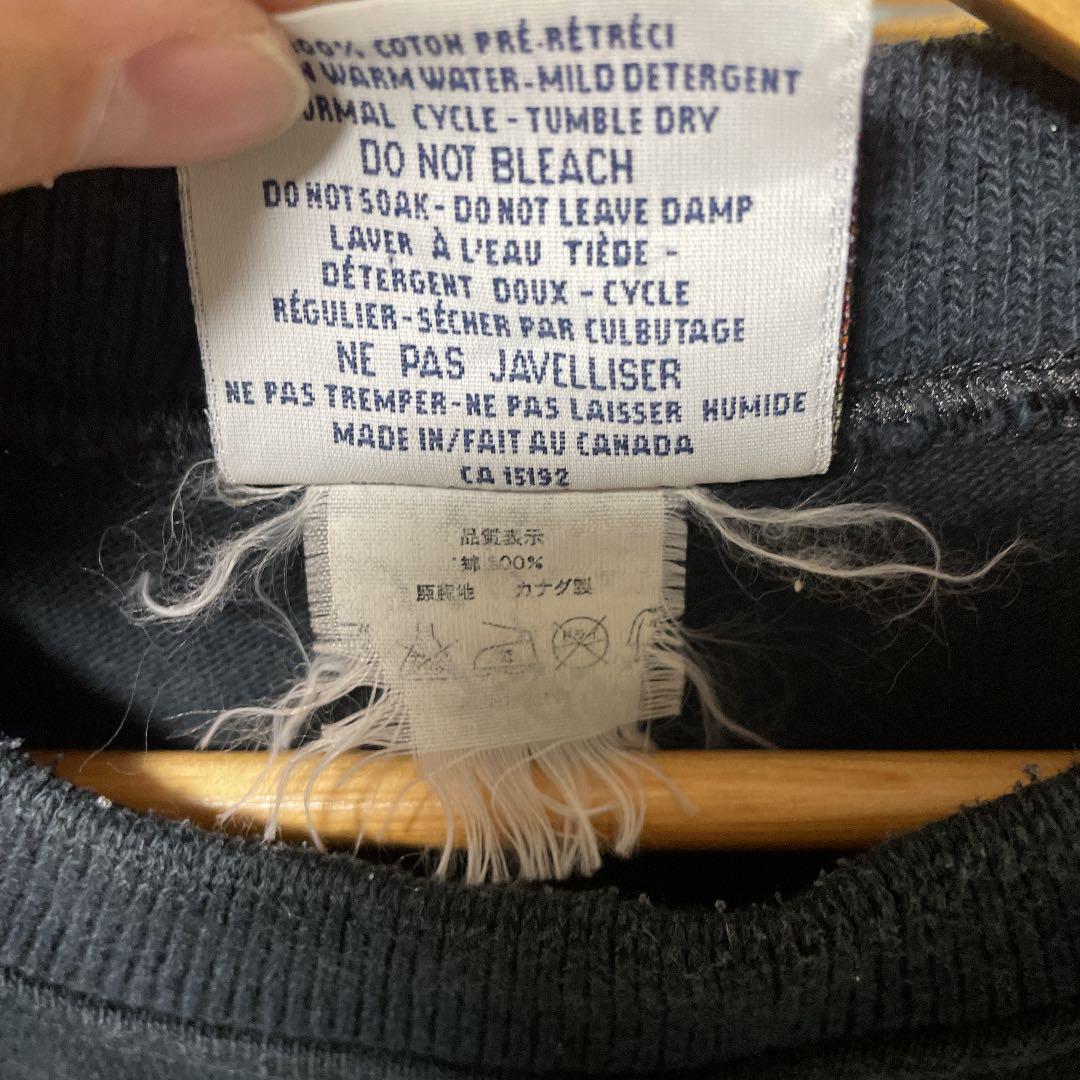 COTON PRÉ-RÉTRÉCI
WARM WATER-MILD DETERGENT
CYCLE - TUMBLE DRY
DO NOT BLEACH
DO NOT SOAK - DO NOT LEAVE DAMP
LAVER À L'EAU TIÈDE -
DÉTERGENT DOUX - CYCLE
RÉGULIER-SÉCHER PAR CULBUTAGE
NE PAS JAVELLISER
NE PAS TREMPER-NE PAS LAISSER HUMIDE
MADE IN/FAIT AU CANADA
CA 15192
品質表示
綿 100%
カナダ製